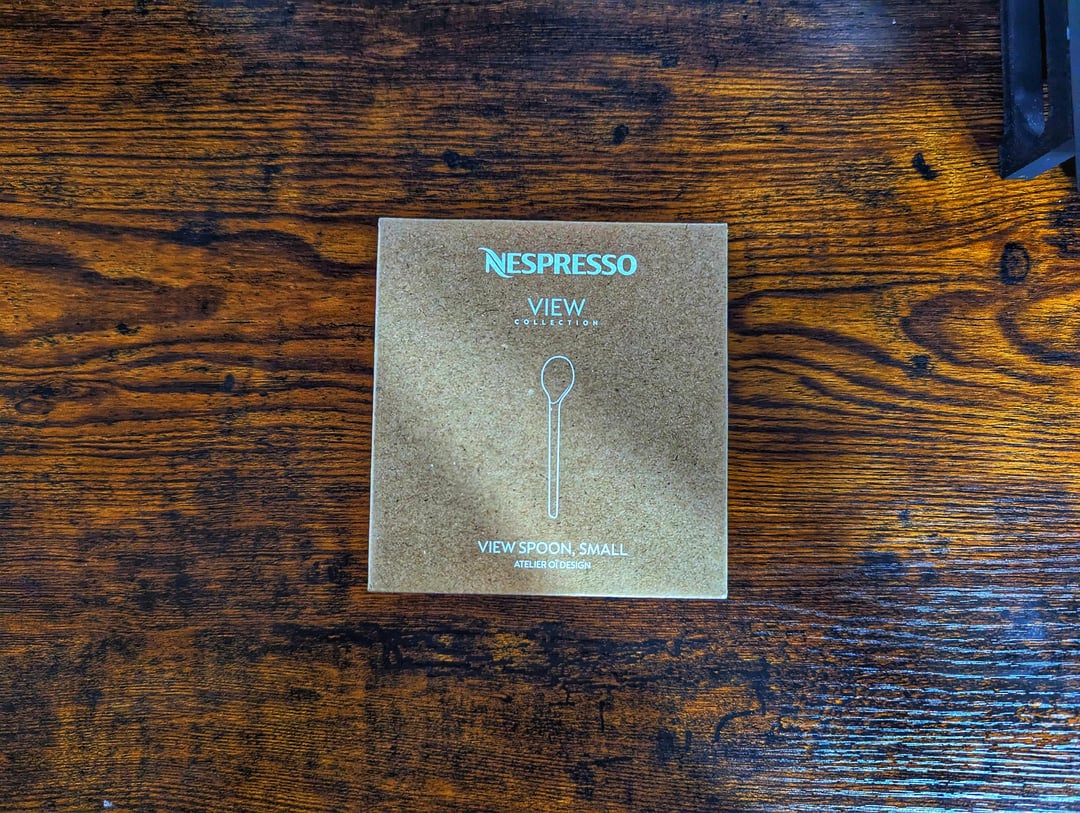 NESPRESSO
VIEW
COLLECTION
VIEW SPOON, SMALL
ATELIER OÏ DESIGN